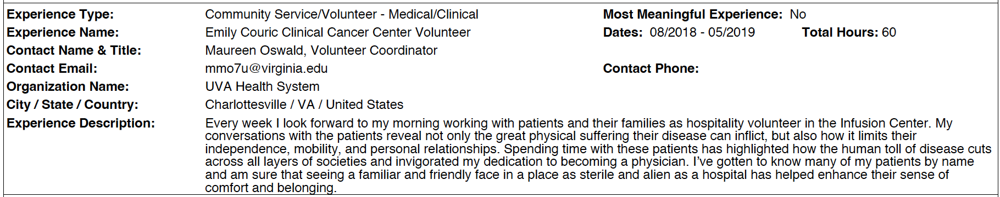 Experience Type: Community Service/Volunteer - Medical/Clinical Most Meaningful Experience: No
Experience Name: Emily Couric Clinical Cancer Center Volunteer Dates: 08/2018 - 05/2019 Total Hours: 60
Contact Name & Title: Maureen Oswald, Volunteer Coordinator
Contact Email: mmo7u@virginia.edu Contact Phone:
Organization Name: UVA Health System
City / State / Country: Charlottesville / VA / United States
Experience Description: Every week I look forward to my morning working with patients and their families as hospitality volunteer in the Infusion Center. My
conversations with the patients reveal not only the great physical suffering their disease can inflict, but also how it limits their
independence, mobility, and personal relationships. Spending time with these patients has highlighted how the human toll of disease cuts
across all layers of societies and invigorated my dedication to becoming a physician. I’ve gotten to know many of my patients by name
and am sure that seeing a familiar and friendly face in a place as sterile and alien as a hospital has helped enhance their sense of
comfort and belonging.